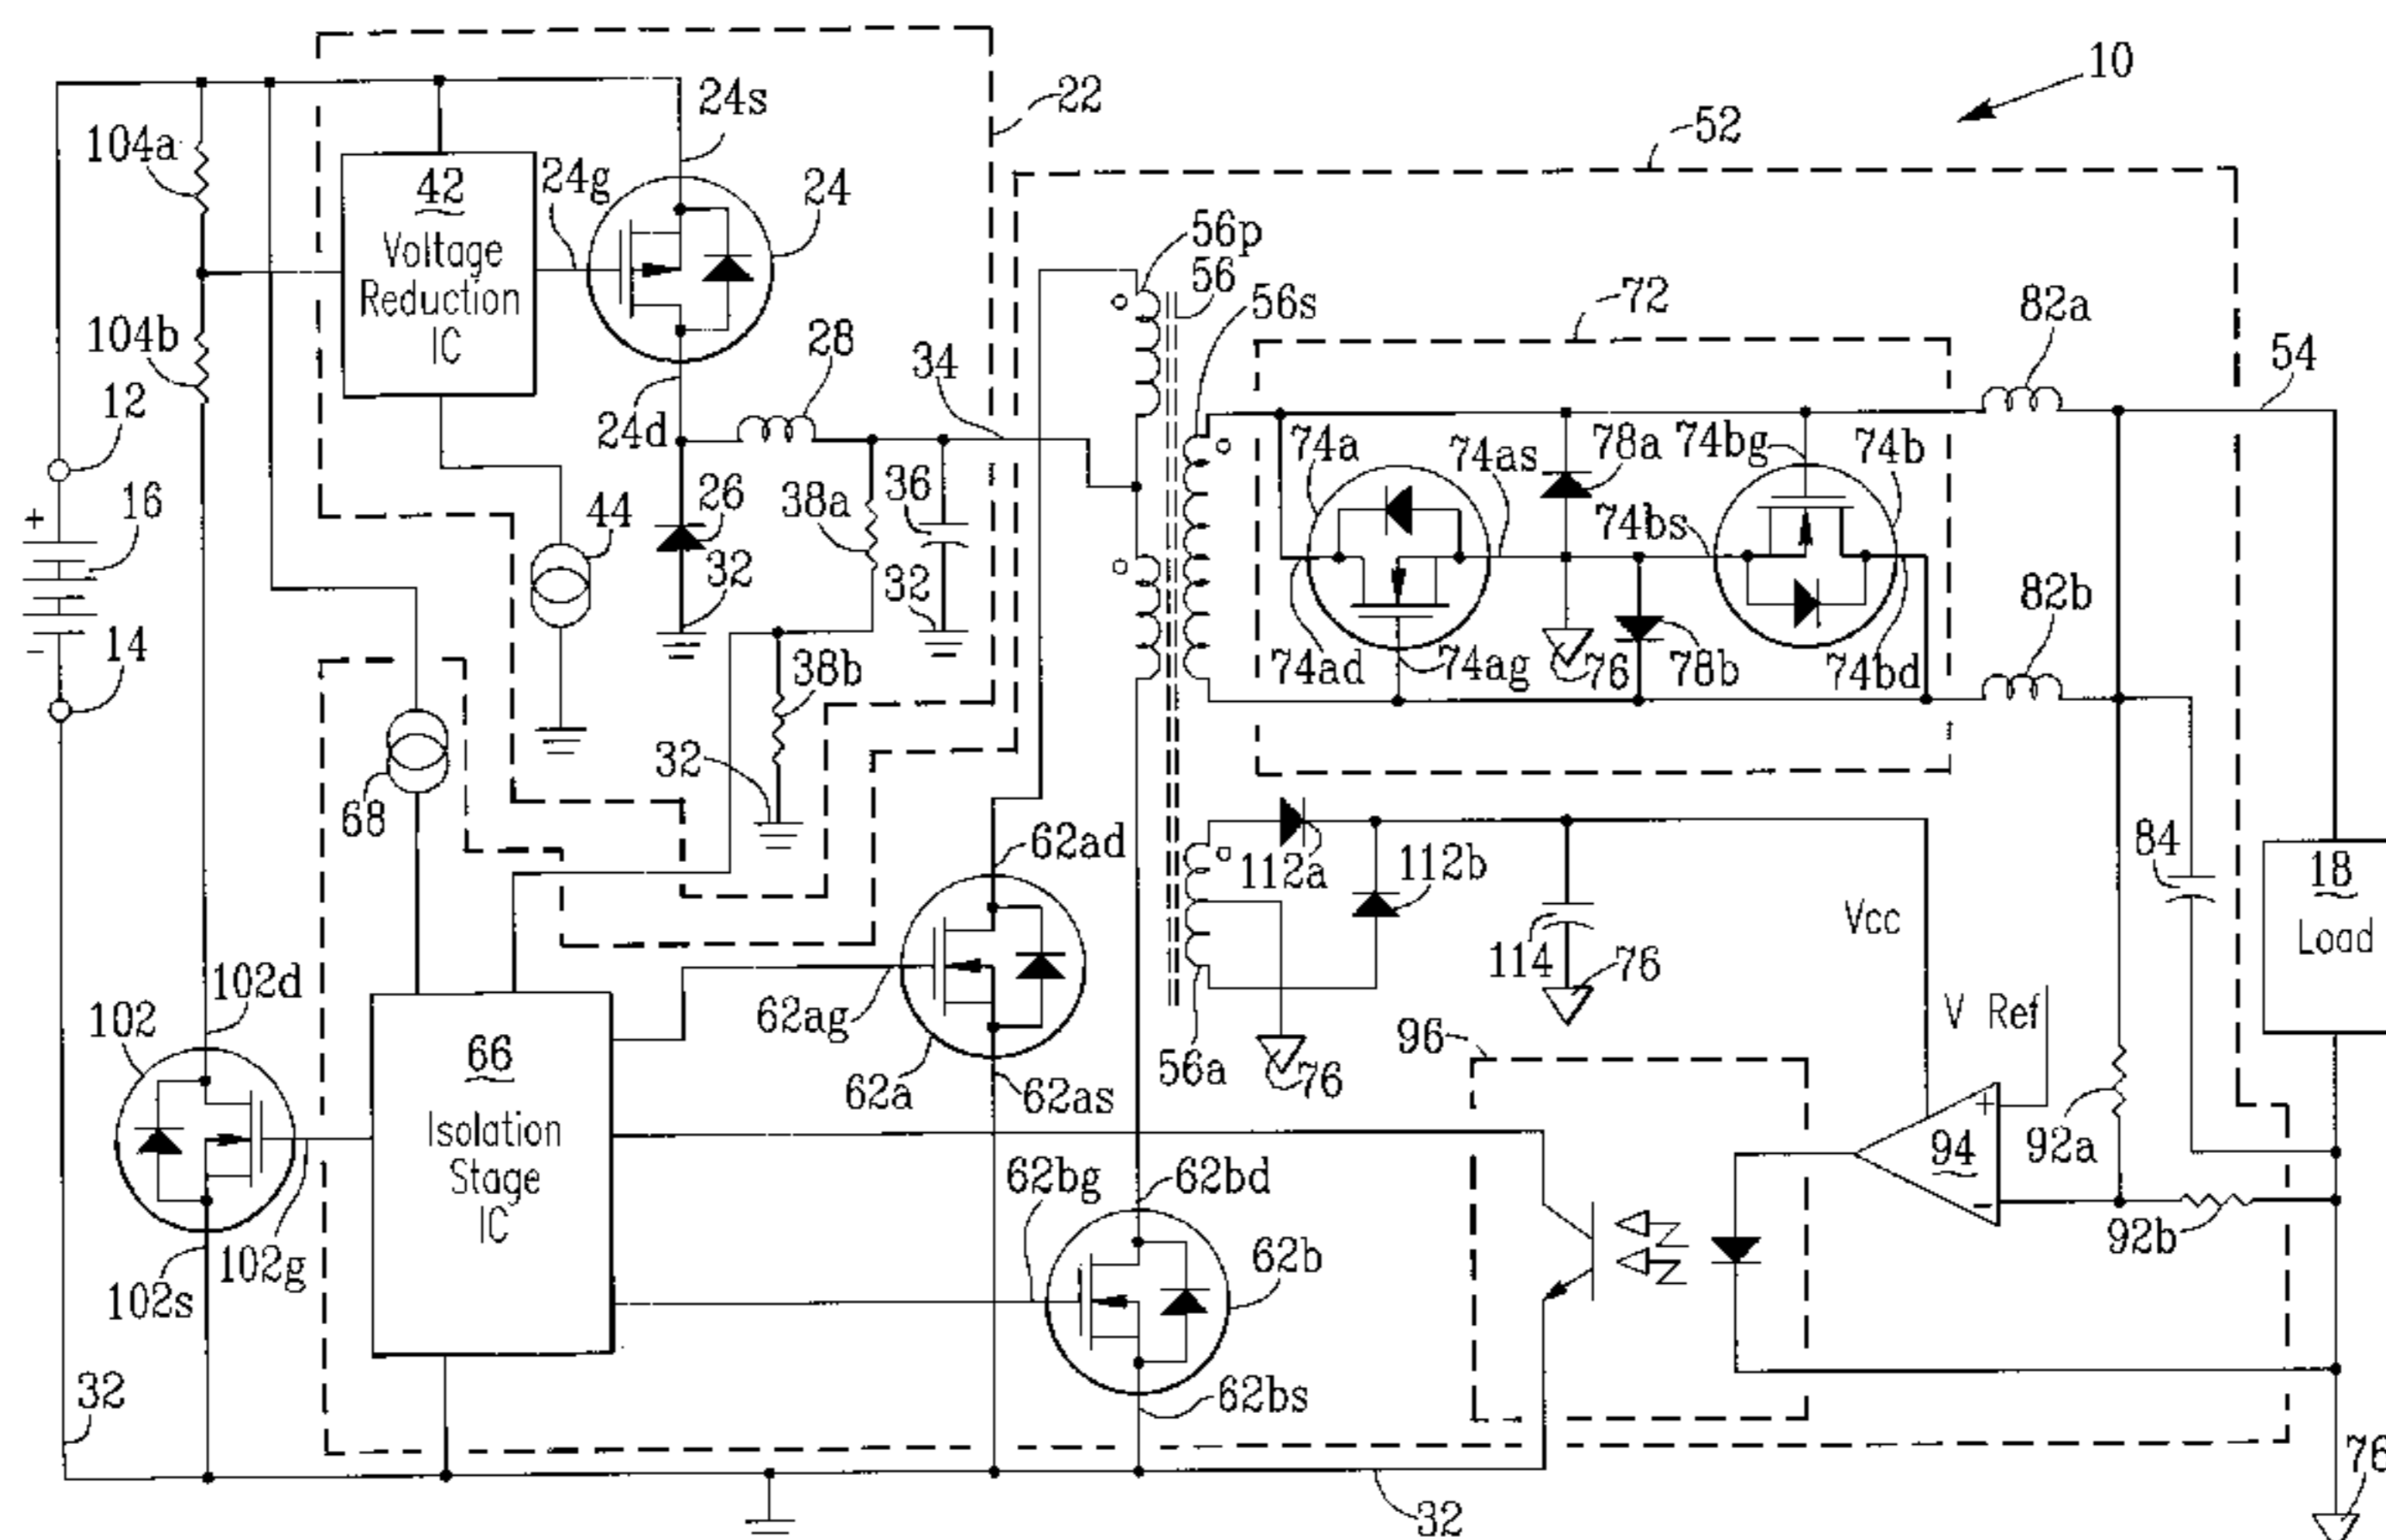 10
22
24s
52
104a
42
Voltage
Reduction
IC
24g
24
56p
56
72
56s
82a
104b
28
34
54
12
24d
74a
74as
78a
74bg
74b
+
16
26
36
44
38a
74bs
32
32
82b
14
-
38b
74ad
74ag
76
78b
74bd
32
68
62ad
112a
112b
84
18
Load
Vcc
114
76
102d
102
62ag
V Ref
66
Isolation
Stage
IC
56a
96
76
62a
62as
+
94
92a
-
62bg
62bd
92b
102g
102s
62b
32
62bs
76
32